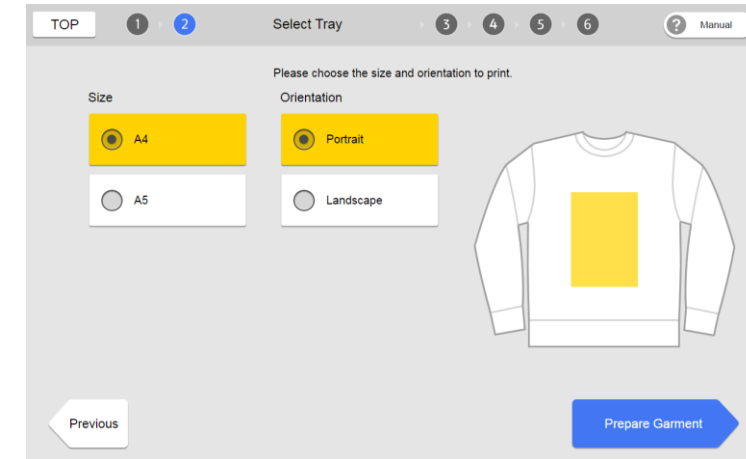 TOP 1 2 Select Tray 3 4 5 6 ? Manual
Please choose the size and orientation to print.
Size Orientation
A4 Portrait
A5 Landscape
Previous Prepare Garment